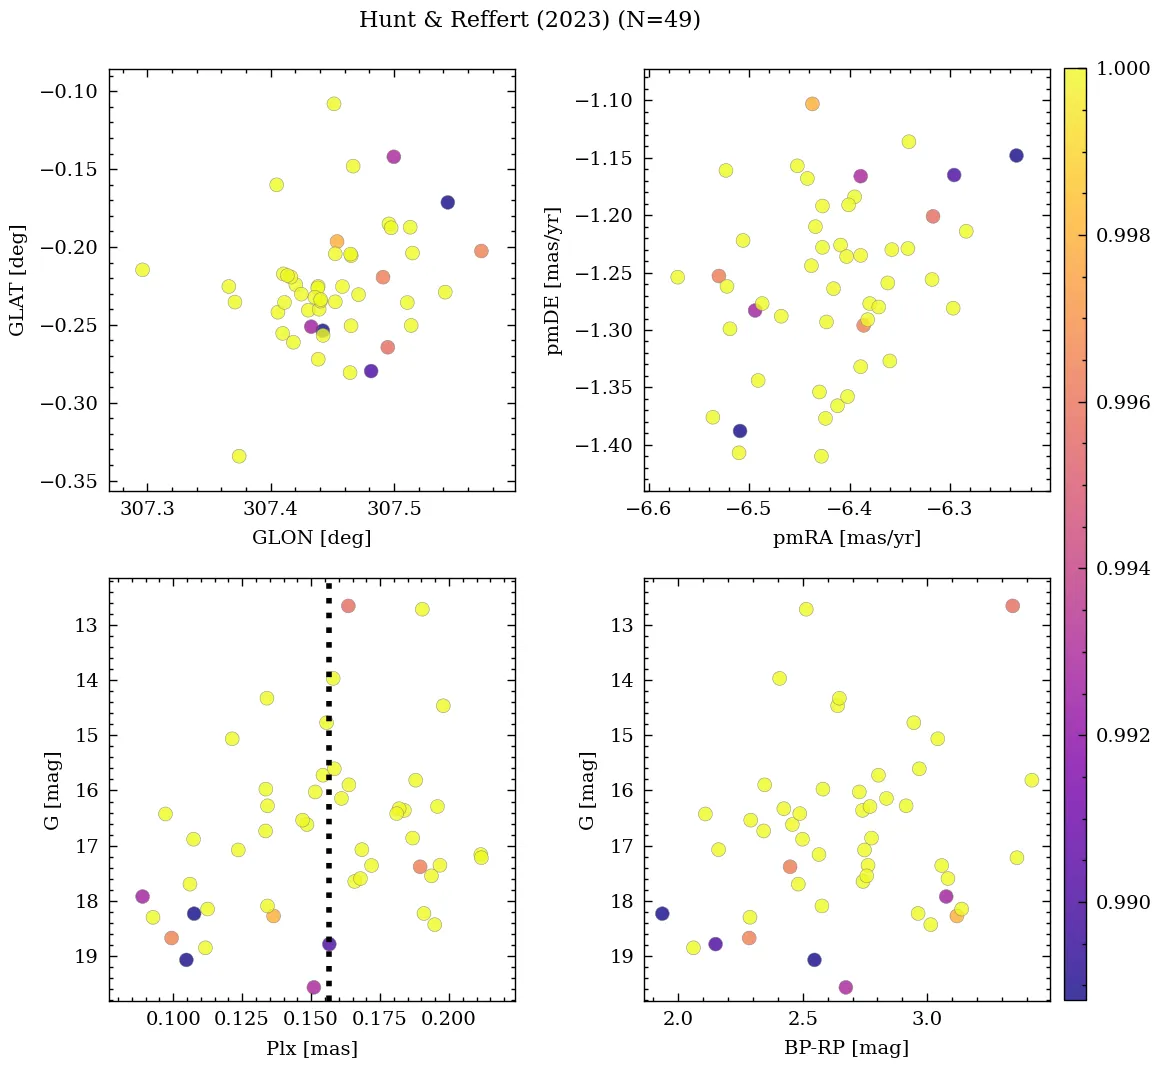 Hunt & Reffert (2023) (N=49)
−0.10
−0.15
−0.20
−0.25
−0.30
−0.35
GLAT [deg]
307.3 307.4 307.5
GLON [deg]
−1.10
−1.15
−1.20
−1.25
−1.30
−1.35
−1.40
pmDE [mas/yr]
−6.6 −6.5 −6.4 −6.3
pmRA [mas/yr]
13
14
15
16
17
18
19
G [mag]
0.100 0.125 0.150 0.175 0.200
Plx [mas]
13
14
15
16
17
18
19
G [mag]
2.0 2.5 3.0
BP-RP [mag]
1.000
0.998
0.996
0.994
0.992
0.990